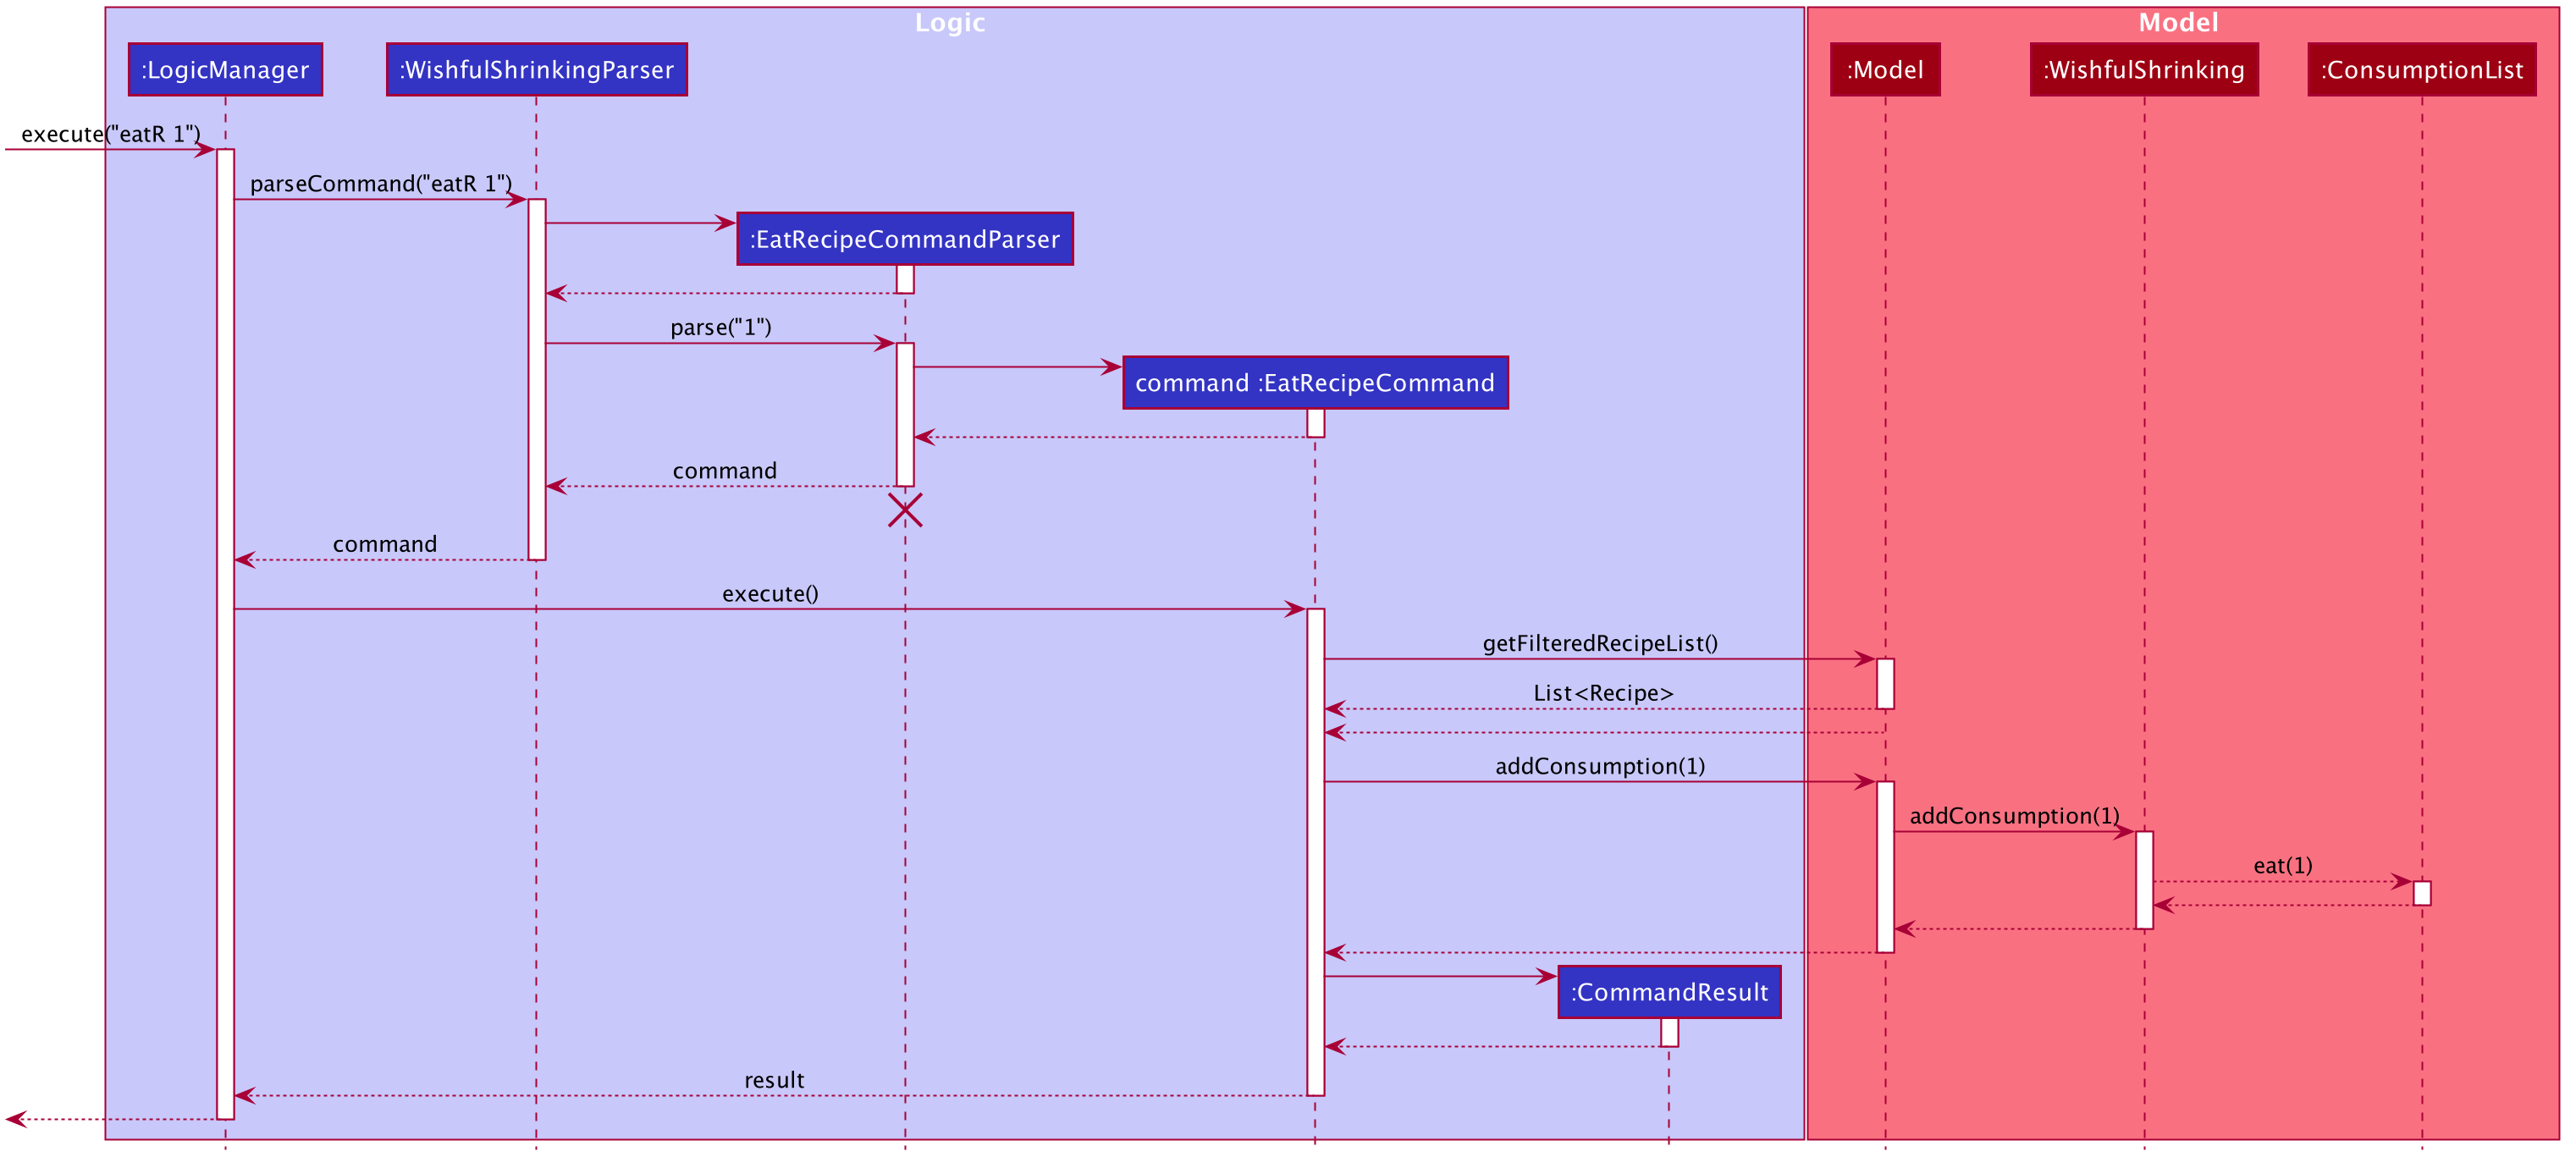 Logic
Model
:LogicManager
:WishfulShrinkingParser
:Model
:WishfulShrinking
:ConsumptionList
execute("eatR 1")
parseCommand("eatR 1")
:EatRecipeCommandParser
parse("1")
command :EatRecipeCommand
command
command
execute()
getFilteredRecipeList()
List<Recipe>
addConsumption(1)
addConsumption(1)
eat(1)
:CommandResult
result